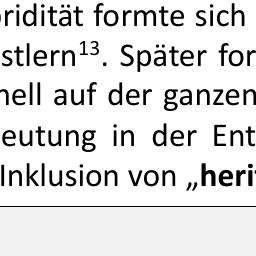 oridität formte sich
stlern¹³. Später for
nell auf der ganzen
eutung in der Ent
Inklusion von „heri